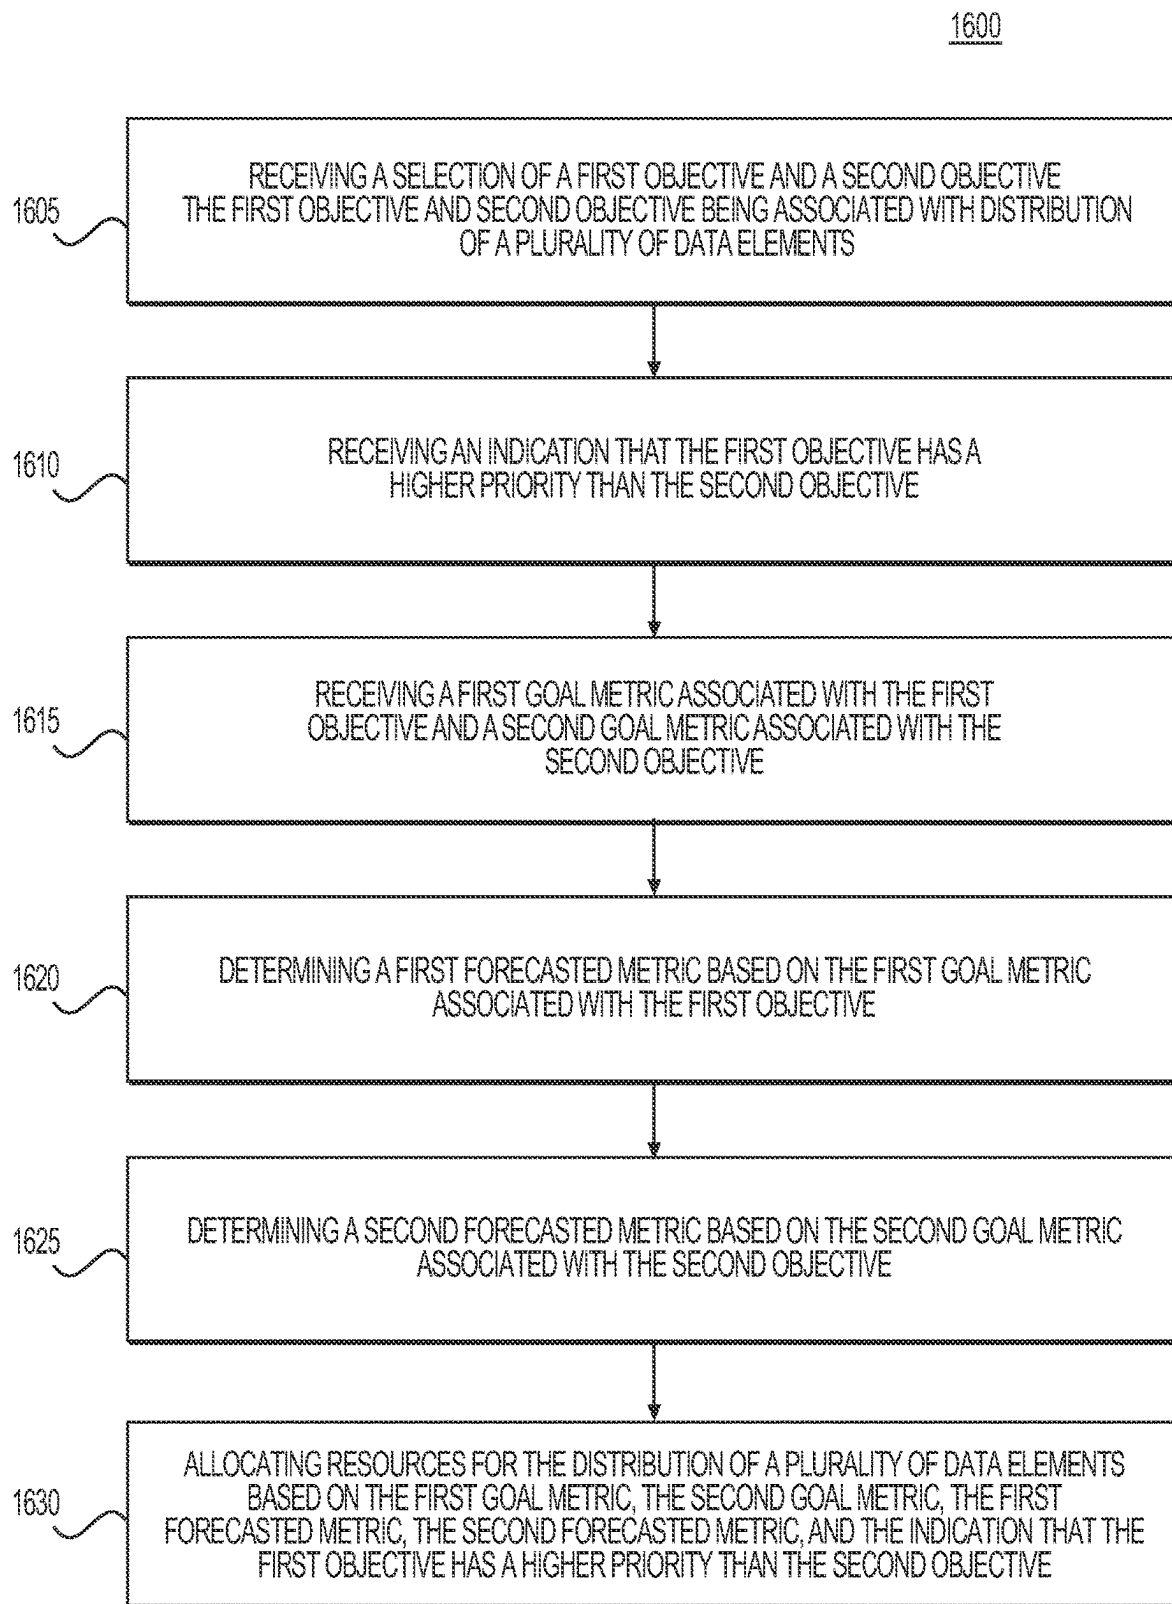 1600
1605
RECEIVING A SELECTION OF A FIRST OBJECTIVE AND A SECOND OBJECTIVE
THE FIRST OBJECTIVE AND SECOND OBJECTIVE BEING ASSOCIATED WITH DISTRIBUTION
OF A PLURALITY OF DATA ELEMENTS
1610
RECEIVING AN INDICATION THAT THE FIRST OBJECTIVE HAS A
HIGHER PRIORITY THAN THE SECOND OBJECTIVE
1615
RECEIVING A FIRST GOAL METRIC ASSOCIATED WITH THE FIRST
OBJECTIVE AND A SECOND GOAL METRIC ASSOCIATED WITH THE
SECOND OBJECTIVE
1620
DETERMINING A FIRST FORECASTED METRIC BASED ON THE FIRST GOAL METRIC
ASSOCIATED WITH THE FIRST OBJECTIVE
1625
DETERMINING A SECOND FORECASTED METRIC BASED ON THE SECOND GOAL METRIC
ASSOCIATED WITH THE SECOND OBJECTIVE
1630
ALLOCATING RESOURCES FOR THE DISTRIBUTION OF A PLURALITY OF DATA ELEMENTS
BASED ON THE FIRST GOAL METRIC, THE SECOND GOAL METRIC, THE FIRST
FORECASTED METRIC, THE SECOND FORECASTED METRIC, AND THE INDICATION THAT THE
FIRST OBJECTIVE HAS A HIGHER PRIORITY THAN THE SECOND OBJECTIVE